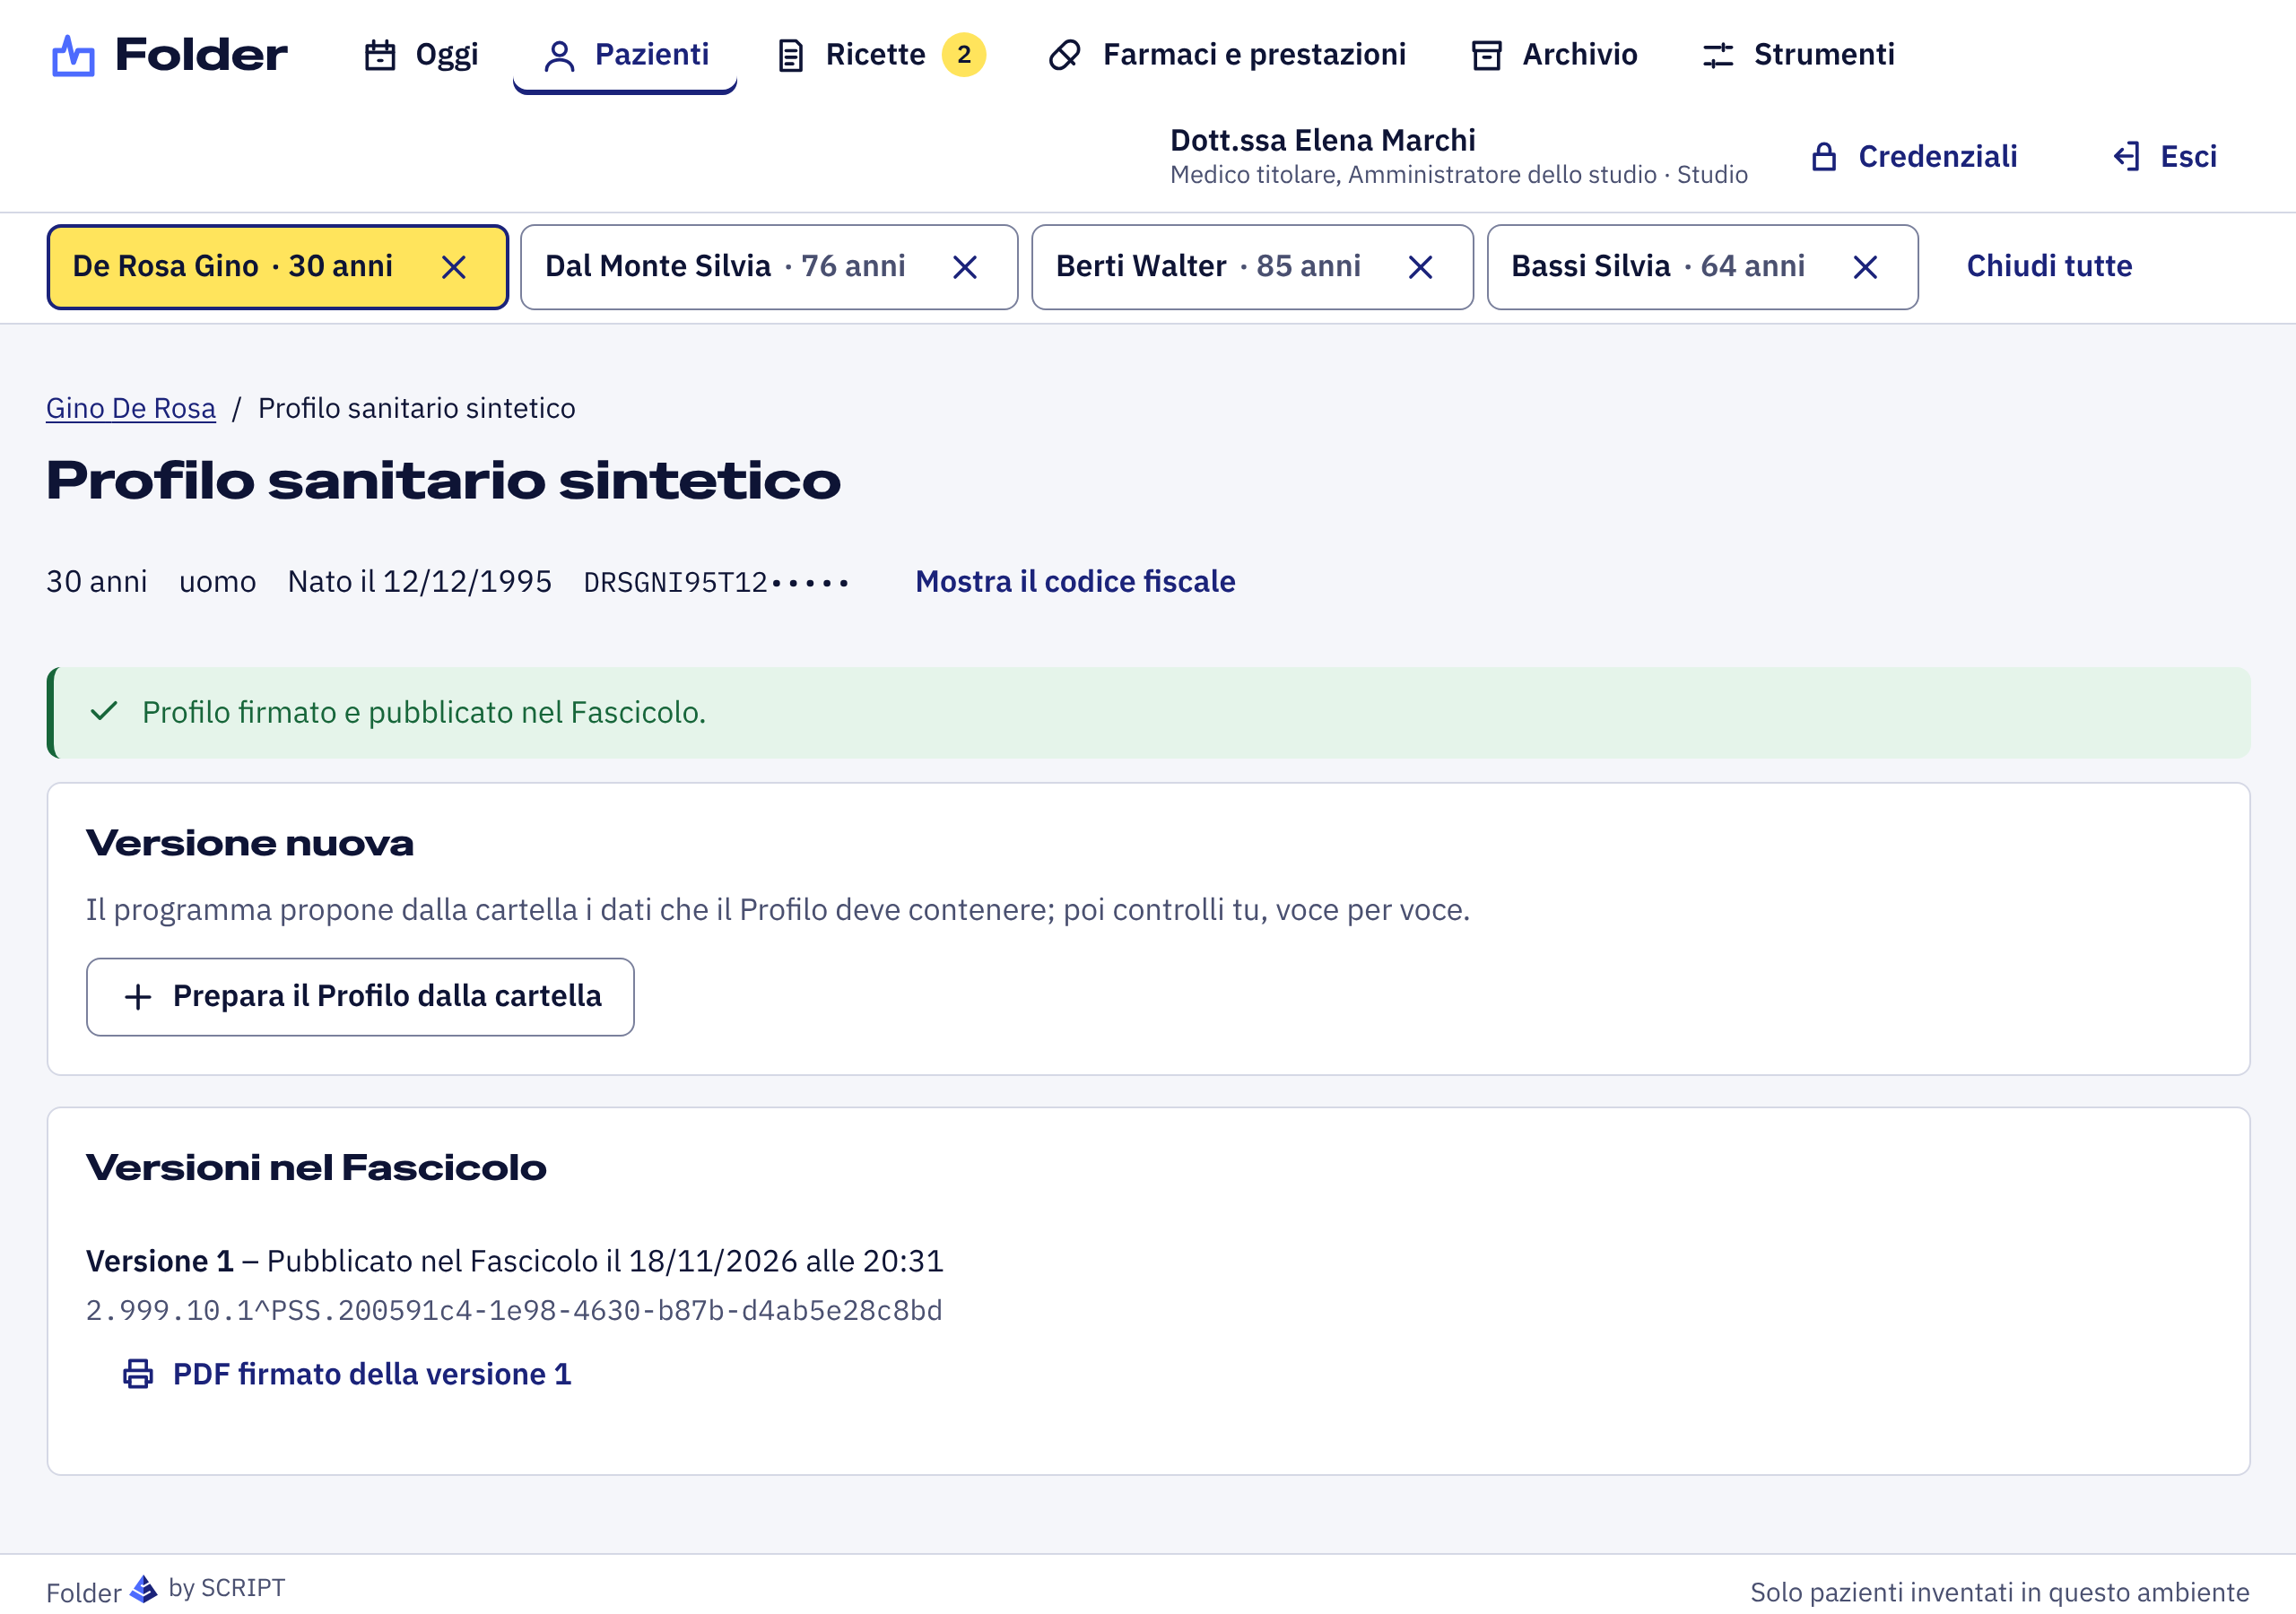 Folder Oggi Pazienti Ricette 2 Farmaci e prestazioni Archivio Strumenti
Dott.ssa Elena Marchi
Medico titolare, Amministratore dello studio · Studio
Credenziali Esci
De Rosa Gino · 30 anni Dal Monte Silvia · 76 anni Berti Walter · 85 anni Bassi Silvia · 64 anni Chiudi tutte
Gino De Rosa / Profilo sanitario sintetico
Profilo sanitario sintetico
30 anni uomo Nato il 12/12/1995 DRSGNI95T12••••• Mostra il codice fiscale
Profilo firmato e pubblicato nel Fascicolo.
Versione nuova
Il programma propone dalla cartella i dati che il Profilo deve contenere; poi controlli tu, voce per voce.
Prepara il Profilo dalla cartella
Versioni nel Fascicolo
Versione 1 – Pubblicato nel Fascicolo il 18/11/2026 alle 20:31
2.999.10.1^PSS.200591c4-1e98-4630-b87b-d4ab5e28c8bd
PDF firmato della versione 1
Folder by SCRIPT Solo pazienti inventati in questo ambiente